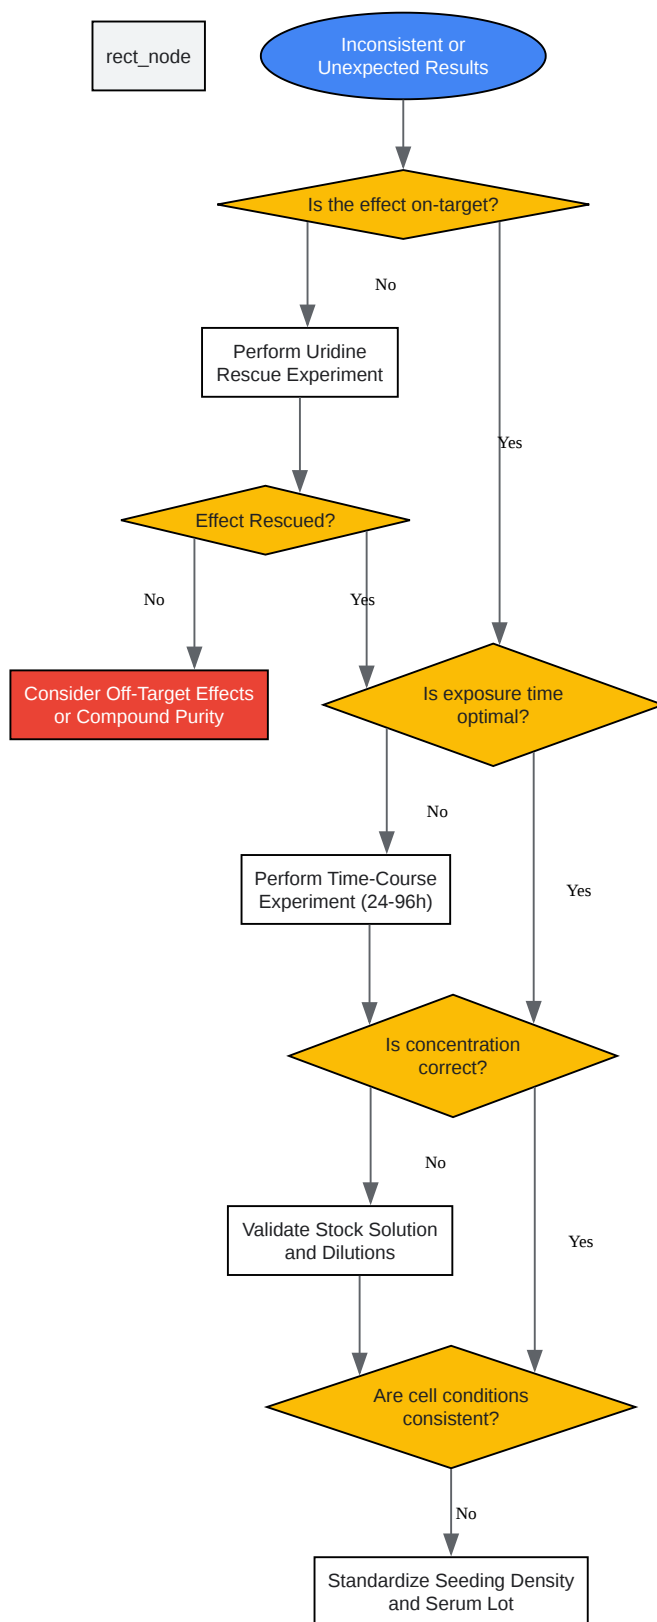 rect_node
Inconsistent or
Unexpected Results
Is the effect on-target?
No
Perform Uridine
Rescue Experiment
Yes
Effect Rescued?
No
Yes
Consider Off-Target Effects
or Compound Purity
Is exposure time
optimal?
No
Perform Time-Course
Experiment (24-96h)
Yes
Is concentration
correct?
No
Validate Stock Solution
and Dilutions
Yes
Are cell conditions
consistent?
No
Standardize Seeding Density
and Serum Lot